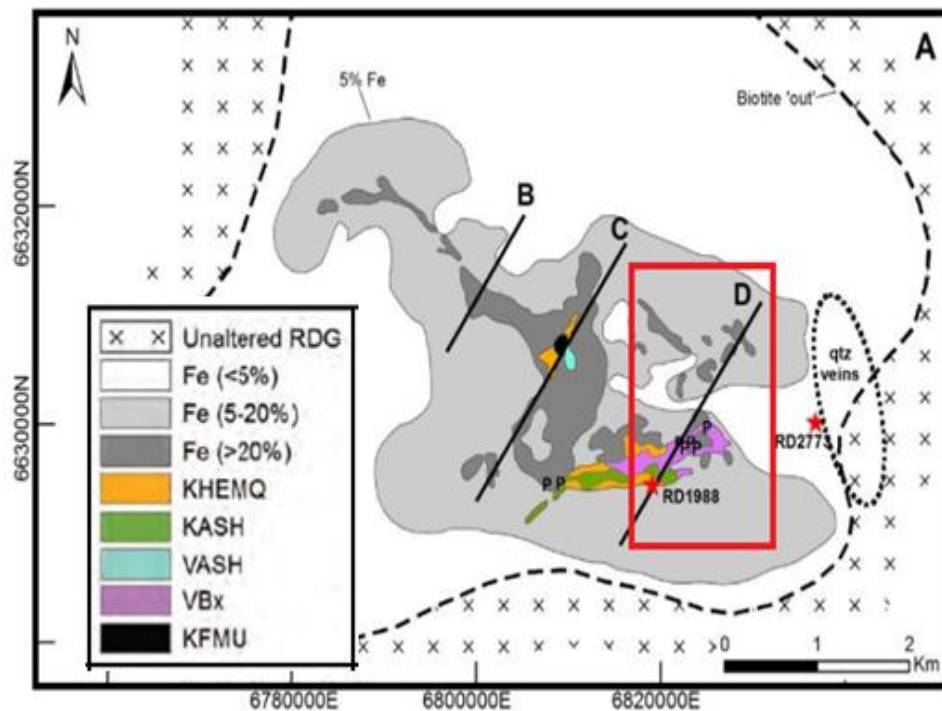 N
A
5% Fe
Biotite 'out'
6632000N
B
C
D
qtz
veins
Unaltered RDG
Fe (<5%)
Fe (5-20%)
Fe (>20%)
KHEMQ
KASH
VASH
VBx
KFMU
6630000N
P
P P
P P
P P
RD2773
RD1988
0 1 2
Km
6780000E
6800000E
6820000E